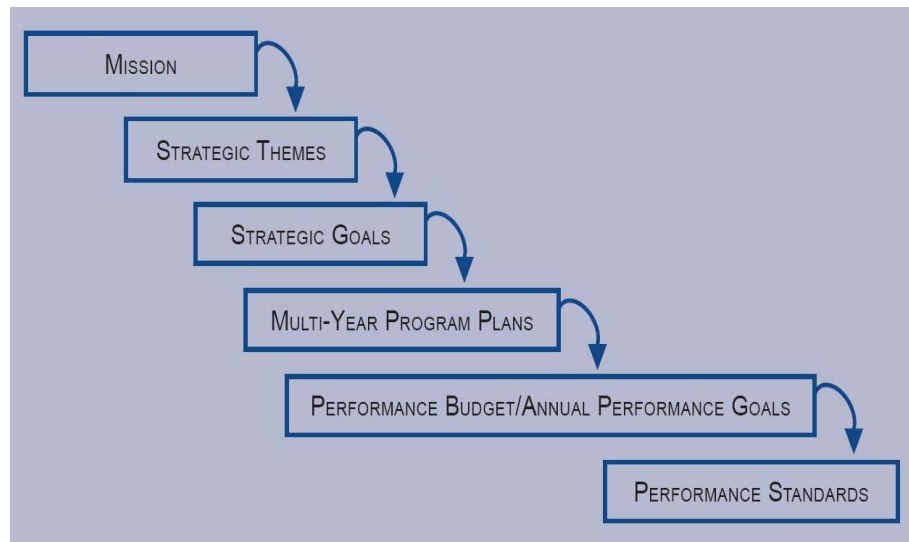 Mission
Strategic Themes
Strategic Goals
Multi-Year Program Plans
Performance Budget/Annual Performance Goals
Performance Standards